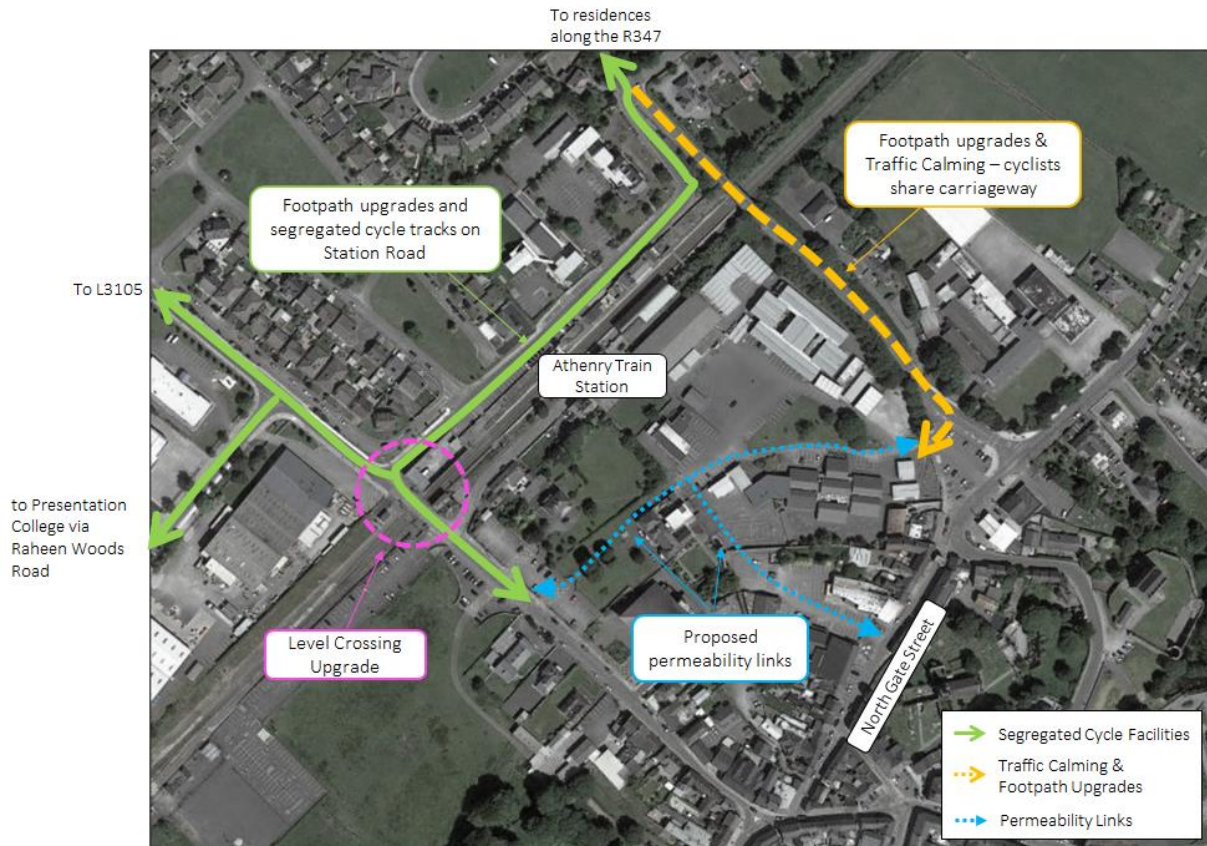 To residences
along the R347
Footpath upgrades &
Traffic Calming – cyclists
share carriageway
Footpath upgrades and
segregated cycle tracks on
Station Road
To L3105
Athenry Train
Station
to Presentation
College via
Raheen Woods
Road
Level Crossing
Upgrade
Proposed
permeability links
North Gate Street
Segregated Cycle Facilities
Traffic Calming &
Footpath Upgrades
Permeability Links